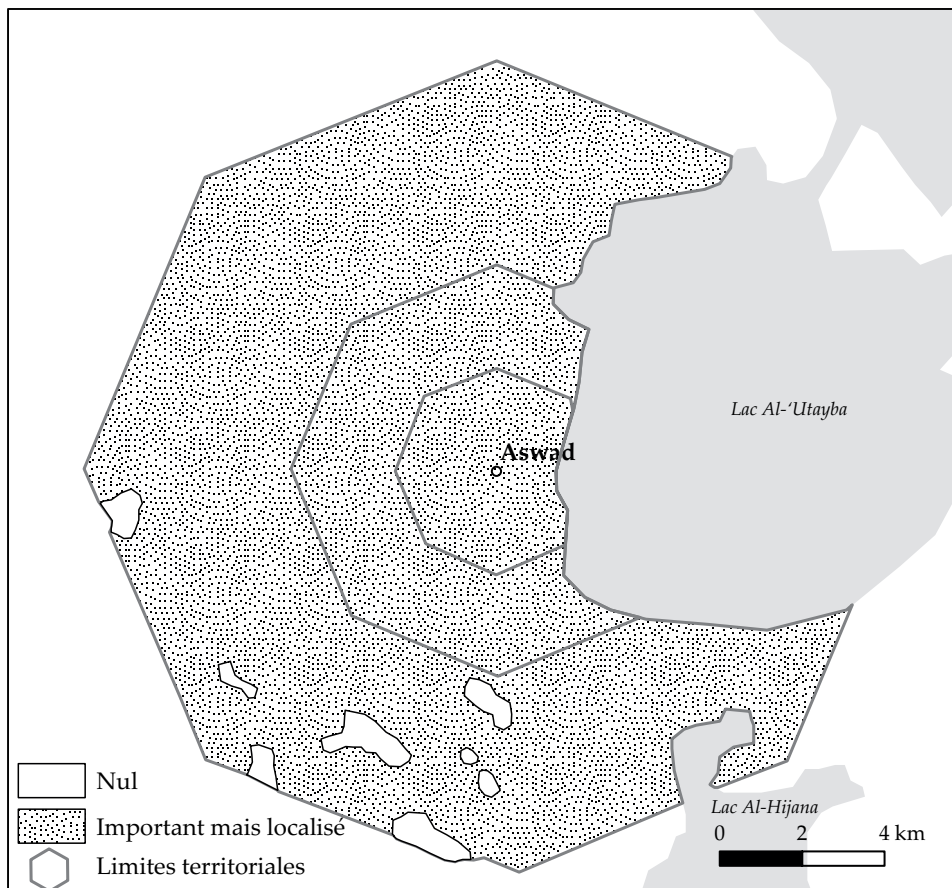 Lac Al-‘Utayba
Aswad
Nul
Important mais localisé
Limites territoriales
Lac Al-Hijana
0 2 4 km